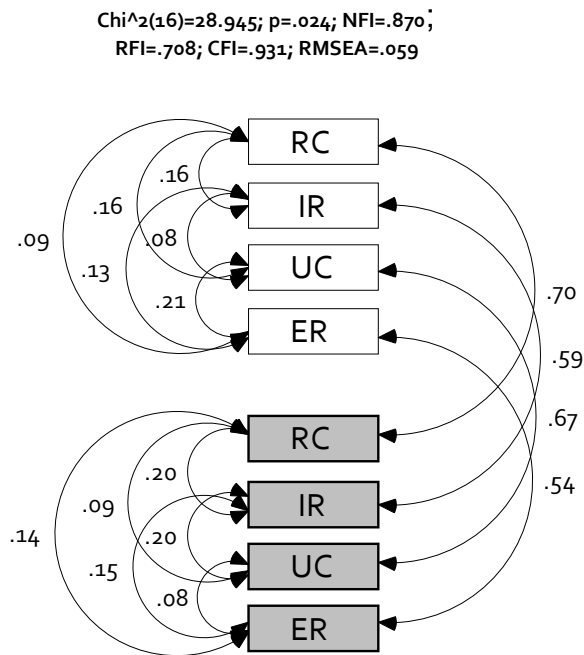 Chi^2(16)=28.945; p=.024; NFI=.870;
RFI=.708; CFI=.931; RMSEA=.059
RC
.16
IR
.16
.09
.08
UC
.13
.70
.21
ER
.59
.67
RC
.20
.54
.09
IR
.14
.20
UC
.15
.08
ER